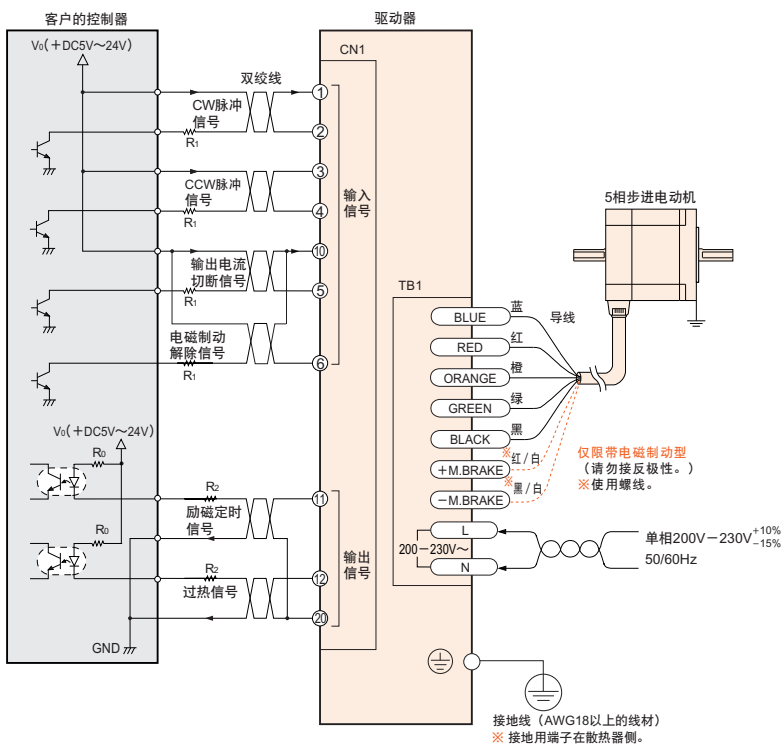 客户的控制器
V₀(+DC5V～24V)
双绞线
CW脉冲
信号
R₁
CCW脉冲
信号
R₁
输出电流
切断信号
R₁
电磁制动
解除信号
R₁
V₀(+DC5V～24V)
R₀
R₂
励磁定时
信号
R₀
R₂
过热信号
GND
驱动器
CN1
①
②
③
④
⑩
⑤
⑥
输入
信号
⑪
⑫
⑳
输出
信号
TB1
BLUE 蓝
RED 红
ORANGE 橙
GREEN 绿
BLACK 黑
+M.BRAKE ※红/白
−M.BRAKE ※黑/白
L
200－230V～
N
导线
5相步进电动机
仅限带电磁制动型
（请勿接反极性。）
※使用螺线。
单相200V－230V +10% −15%
50/60Hz
接地线（AWG18以上的线材）
※ 接地用端子在散热器侧。